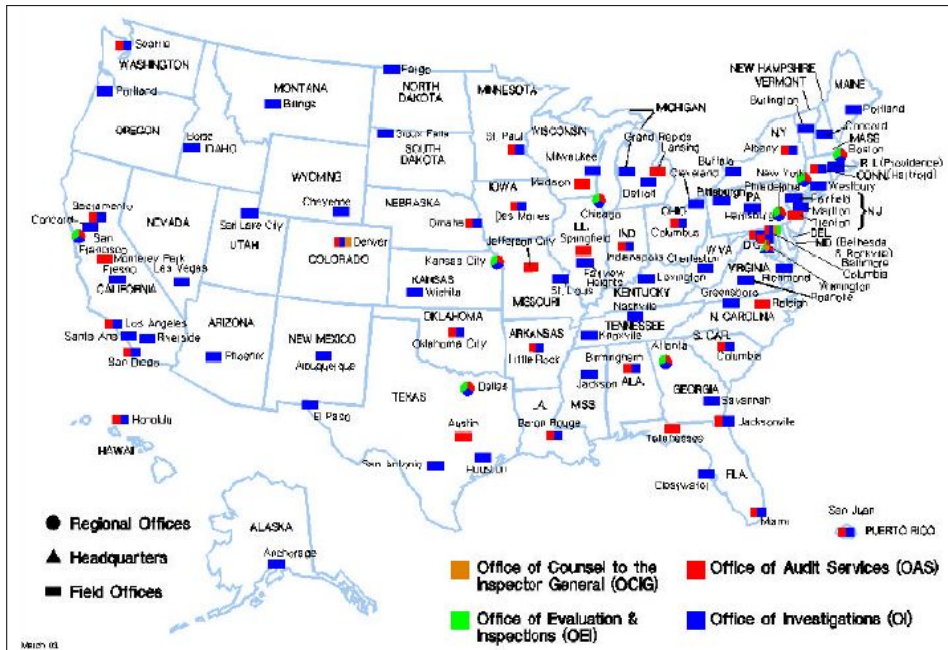 Seattle
WASHINGTON
Portland
OREGON
Boise
IDAHO
MONTANA
Billings
Fargo
NORTH
DAKOTA
Sioux Falls
SOUTH
DAKOTA
MINNESOTA
St. Paul
WISCONSIN
Milwaukee
Madison
MICHIGAN
Grand Rapids
Lansing
Detroit
Cleveland
Buffalo
Pittsburgh
NEW HAMPSHIRE
VERMONT
MAINE
Burlington
Portland
Concord
MASS
Boston
NY
Albany
R.I. (Providence)
CONN. (Hartford)
New York
Westbury
Philadelphia
PA
Harrisburg
Fairfield
Marlton
Trenton
NJ
DEL
MD (Bethesda
& Rockville)
Baltimore
Columbia
Wilmington
Roanoke
D.C.
WYOMING
Cheyenne
NEBRASKA
Omaha
IOWA
Des Moines
Chicago
ILL.
Springfield
Fairview
Heights
IND
Indianapolis
OHIO
Columbus
W.VA
Charleston
VIRGINIA
Richmond
Sacramento
Concord
San
Francisco
NEVADA
Salt Lake City
UTAH
Denver
COLORADO
Kansas City
KANSAS
Wichita
Jefferson City
St. Louis
MISSOURI
KENTUCKY
Lexington
Nashville
TENNESSEE
Knoxville
Greensboro
Raleigh
N. CAROLINA
Monterey Park
Fresno
CALIFORNIA
Las Vegas
Los Angeles
Santa Ana
Riverside
San Diego
ARIZONA
Phoenix
NEW MEXICO
Albuquerque
OKLAHOMA
Oklahoma City
ARKANSAS
Little Rock
Birmingham
ALA.
Atlanta
S. CAR.
Columbia
GEORGIA
Savannah
Jackson
MISS
El Paso
TEXAS
Dallas
Austin
San Antonio
Houston
LA.
Baton Rouge
Jacksonville
FLA.
Clearwater
Miami
Honolulu
HAWAII
ALASKA
Anchorage
San Juan
PUERTO RICO
Regional Offices
Headquarters
Field Offices
Office of Counsel to the
Inspector General (OCIG)
Office of Audit Services (OAS)
Office of Evaluation &
Inspections (OEI)
Office of Investigations (OI)